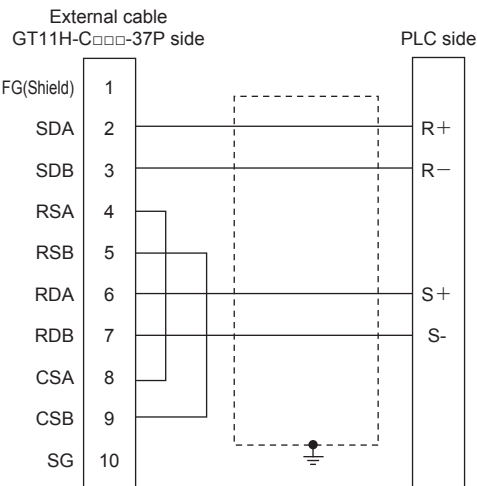 External cable
GT11H-C□□□-37P side
PLC side
FG(Shield) 1
SDA 2 R+
SDB 3 R−
RSA 4
RSB 5
RDA 6 S+
RDB 7 S-
CSA 8
CSB 9
SG 10